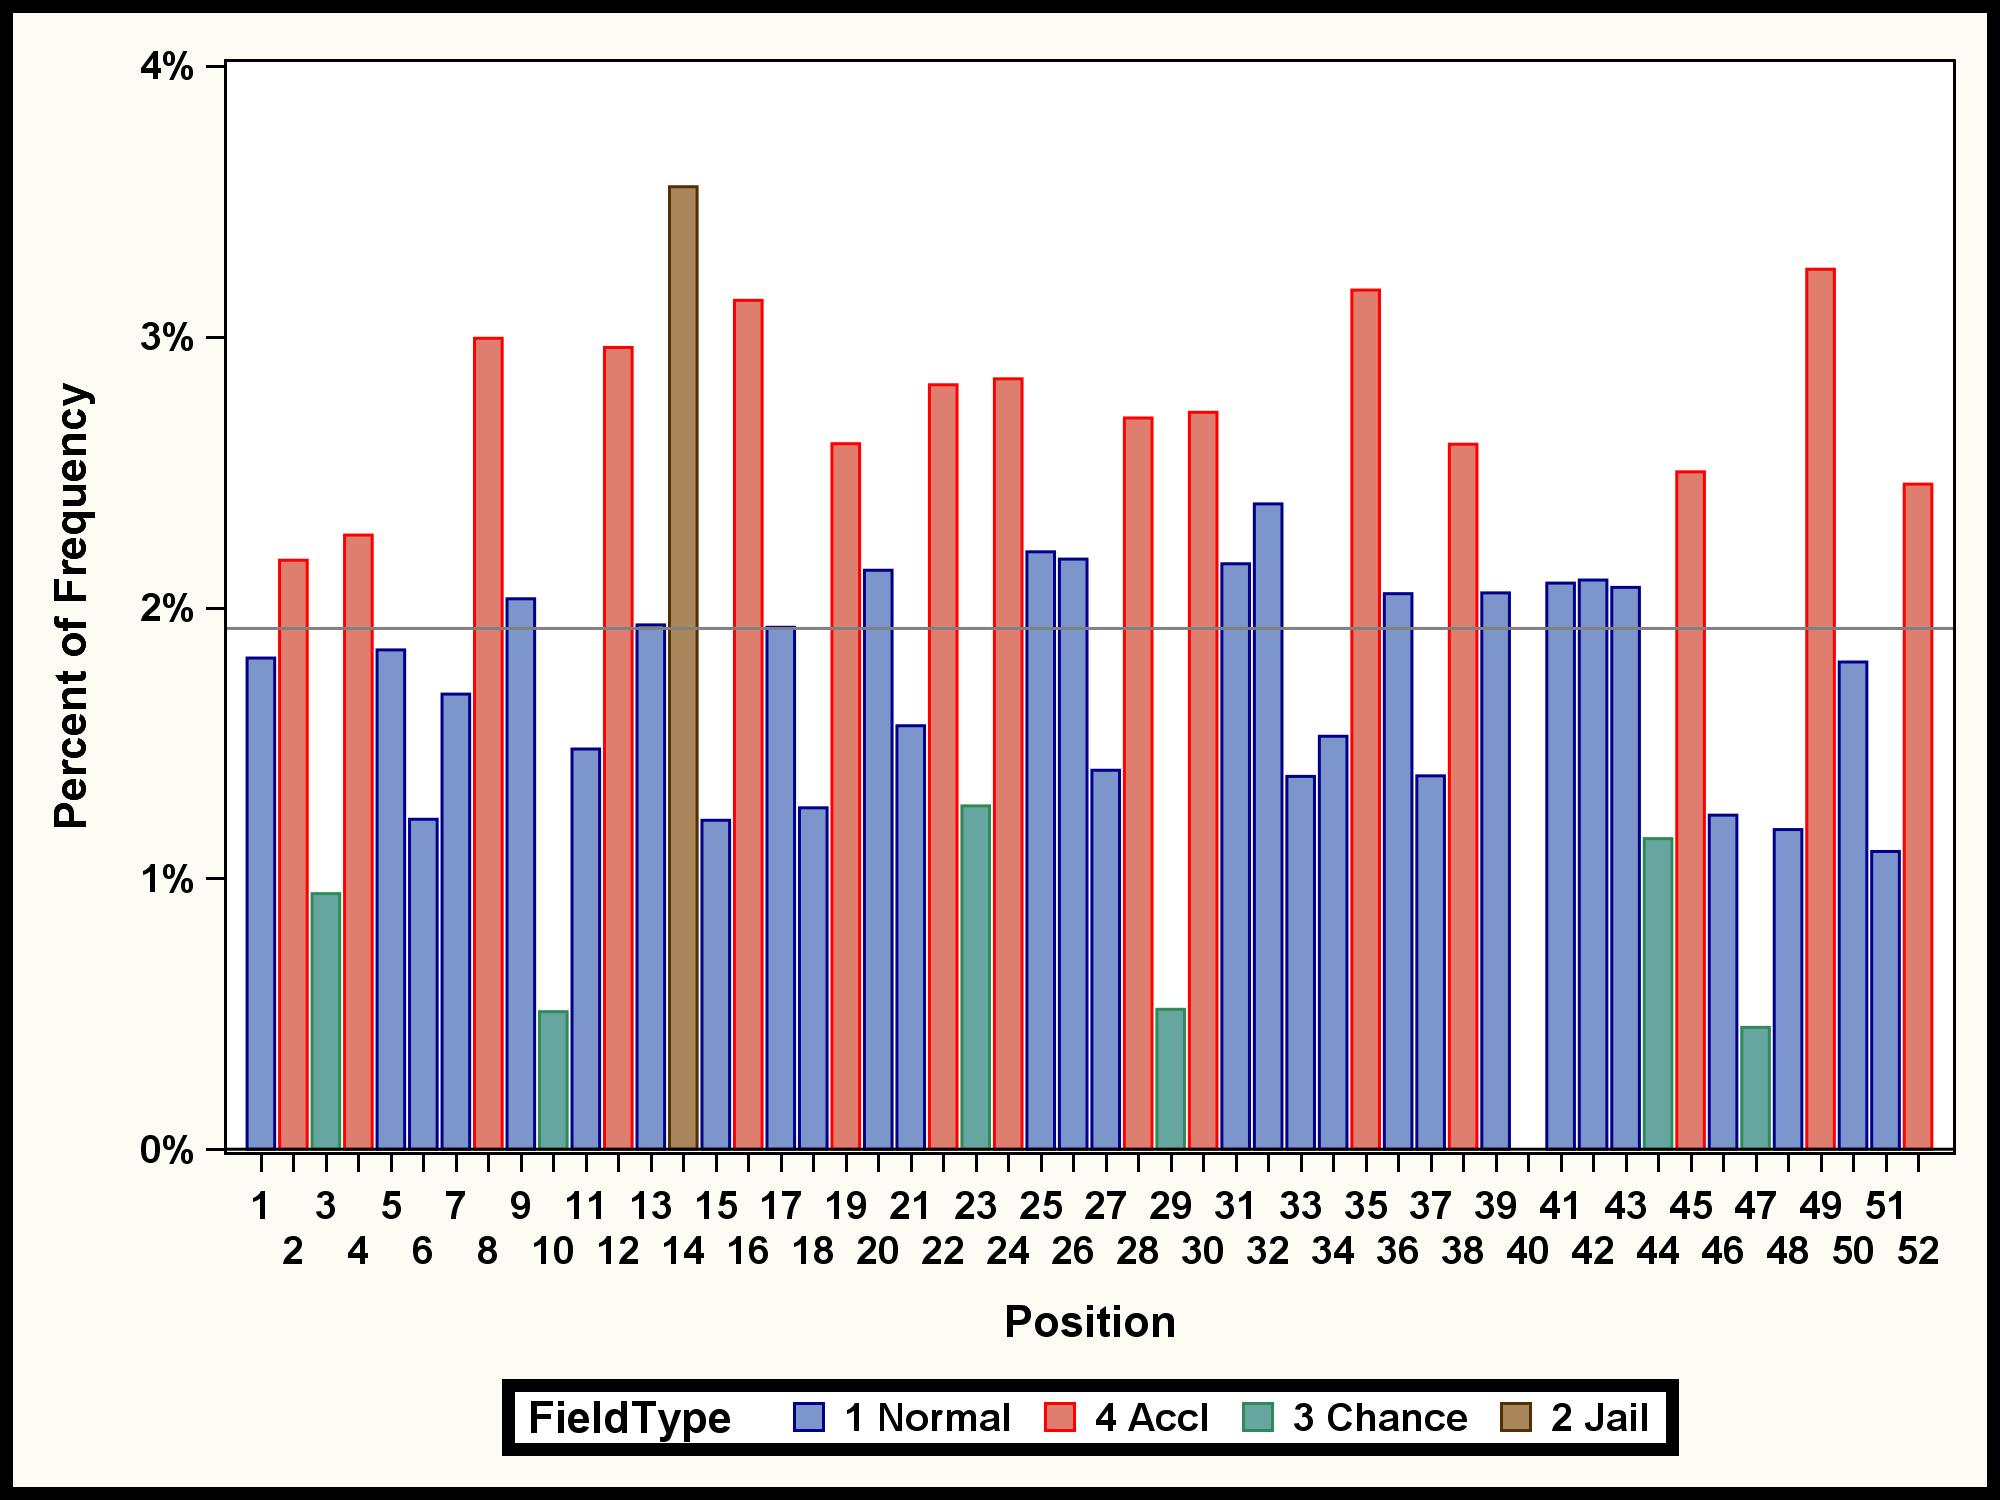 4%
3%
2%
1%
0%
Percent of Frequency
1 3 5 7 9 11 13 15 17 19 21 23 25 27 29 31 33 35 37 39 41 43 45 47 49 51
2 4 6 8 10 12 14 16 18 20 22 24 26 28 30 32 34 36 38 40 42 44 46 48 50 52
Position
FieldType 1 Normal 4 Accl 3 Chance 2 Jail